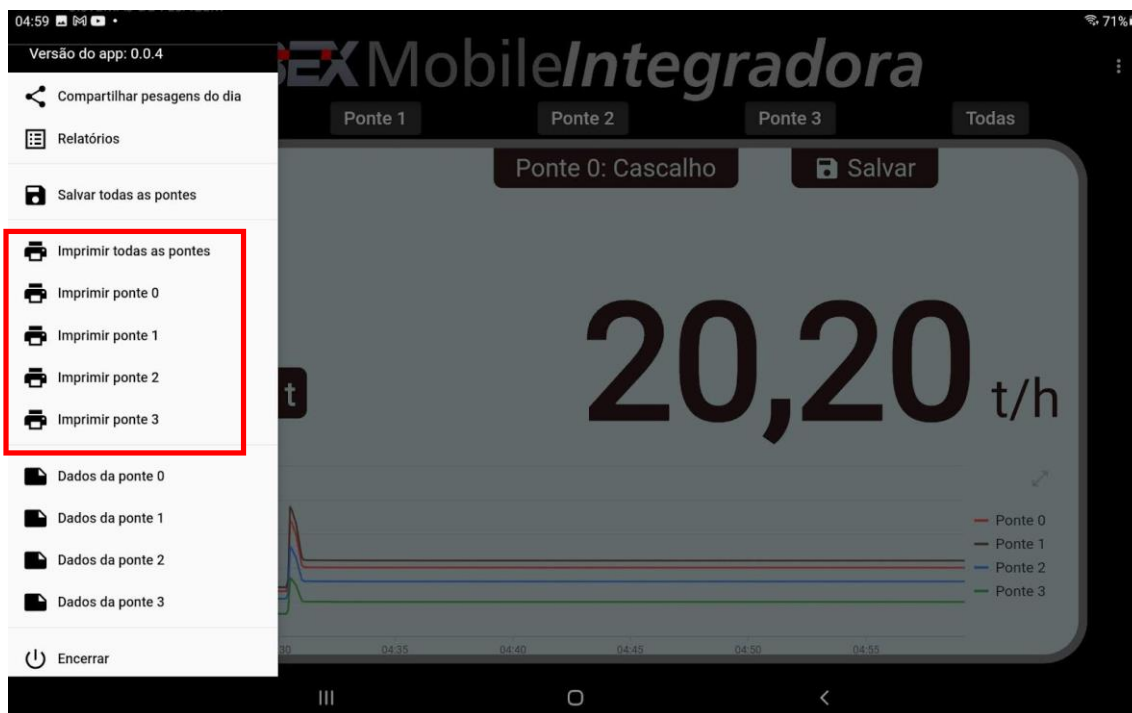 04:59
71%
Versão do app: 0.0.4
Compartilhar pesagens do dia
Relatórios
Salvar todas as pontes
Imprimir todas as pontes
Imprimir ponte 0
Imprimir ponte 1
Imprimir ponte 2
Imprimir ponte 3
Dados da ponte 0
Dados da ponte 1
Dados da ponte 2
Dados da ponte 3
Encerrar
EX MobileIntegradora
Ponte 1 Ponte 2 Ponte 3 Todas
Ponte 0: Cascalho Salvar
t
20,20 t/h
Ponte 0
Ponte 1
Ponte 2
Ponte 3
30 04:35 04:40 04:45 04:50 04:55